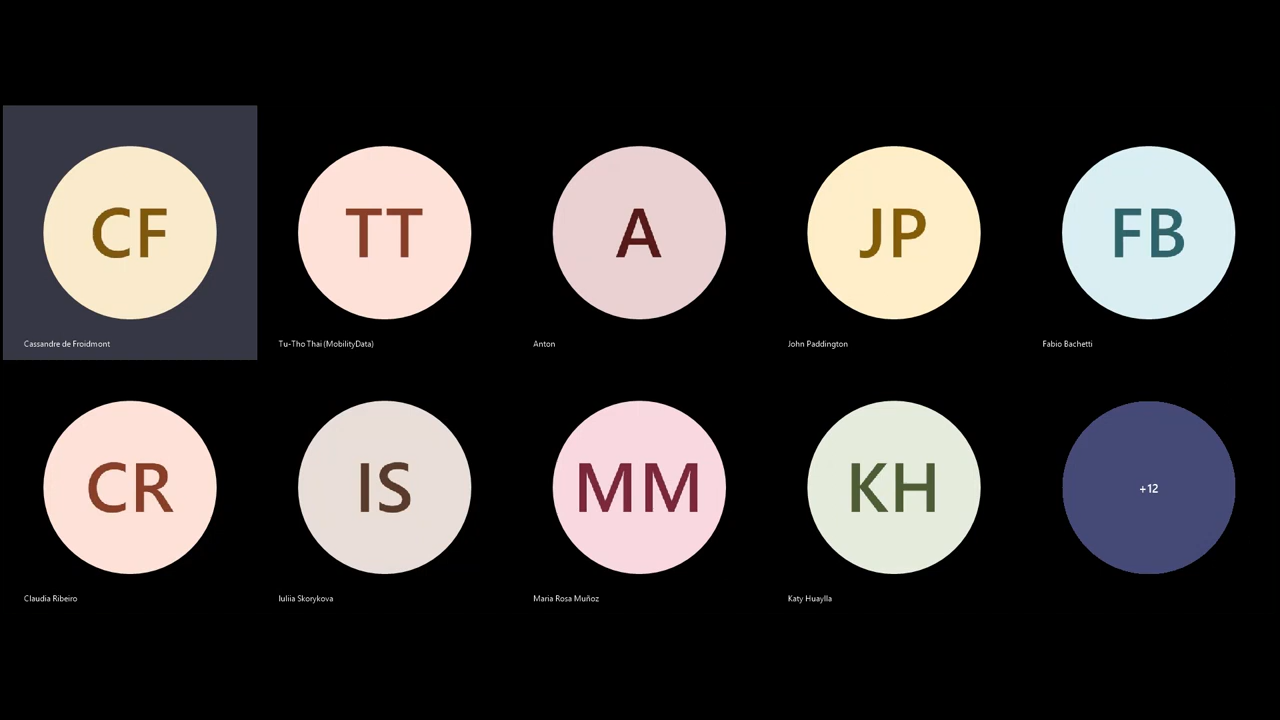 CF
TT
A
JP
FB
Cassandre de Froidmont
Tu-Tho Thai (MobilityData)
Anton
John Paddington
Fabio Bachetti
CR
IS
MM
KH
+12
Claudia Ribeiro
Iuliia Skorykova
Maria Rosa Muñoz
Katy Huaylla